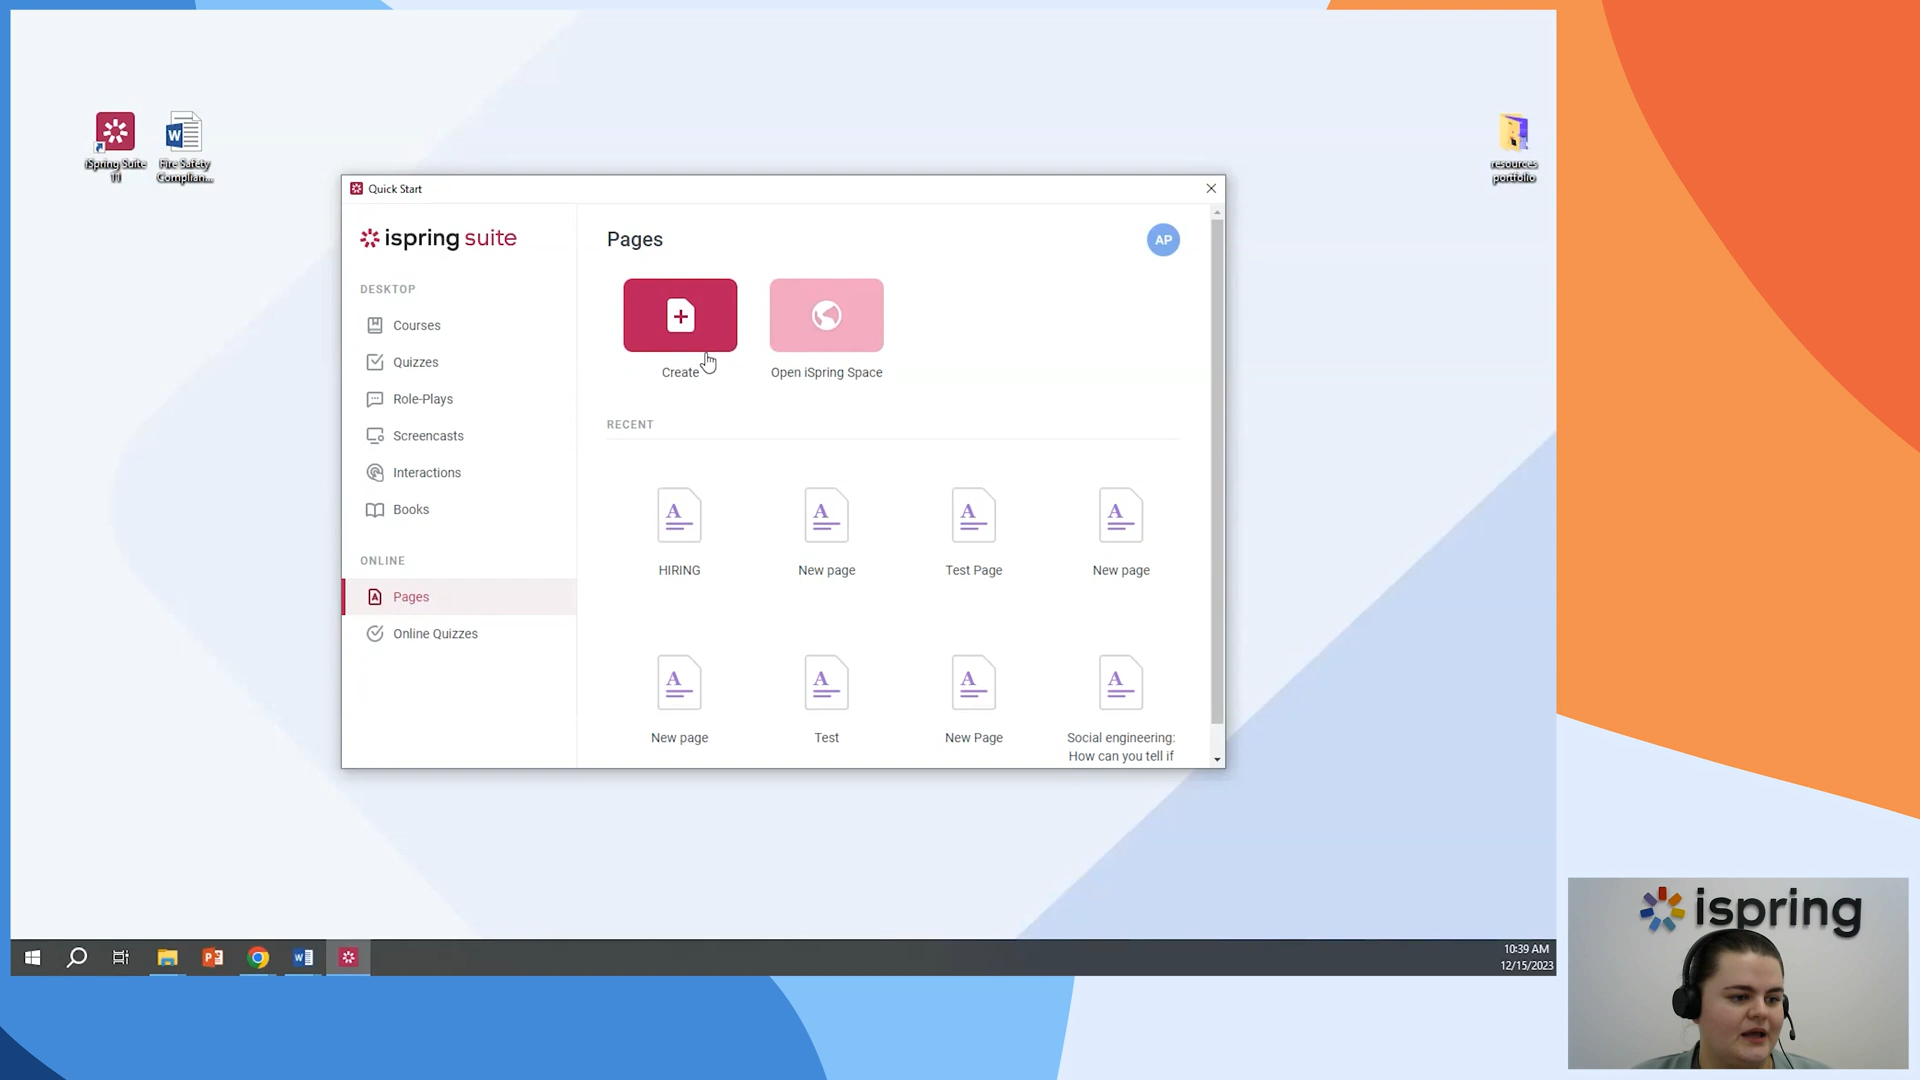 iSpring Suite
11
Fire Safety
Complian...
resources
portfolio
Quick Start
ispring suite
Pages
AP
DESKTOP
Courses
Quizzes
Role-Plays
Screencasts
Interactions
Books
ONLINE
Pages
Online Quizzes
Create
Open iSpring Space
RECENT
HIRING
New page
Test Page
New page
New page
Test
New Page
Social engineering:
How can you tell if
10:39 AM
12/15/2023
ispring